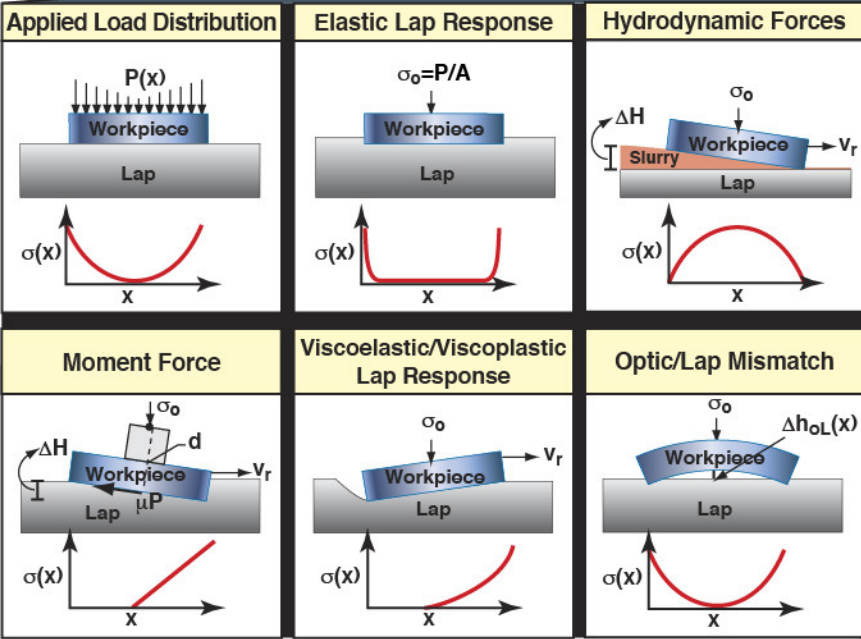 Applied Load Distribution
P(x)
Workpiece
Lap
σ(x)
x
Elastic Lap Response
σo=P/A
Workpiece
Lap
σ(x)
x
Hydrodynamic Forces
σo
ΔH
Workpiece
vr
Slurry
Lap
σ(x)
x
Moment Force
σo
d
ΔH
Workpiece
vr
μP
Lap
σ(x)
x
Viscoelastic/Viscoplastic
Lap Response
σo
vr
Workpiece
Lap
σ(x)
x
Optic/Lap Mismatch
σo
ΔhoL(x)
Workpiece
Lap
σ(x)
x